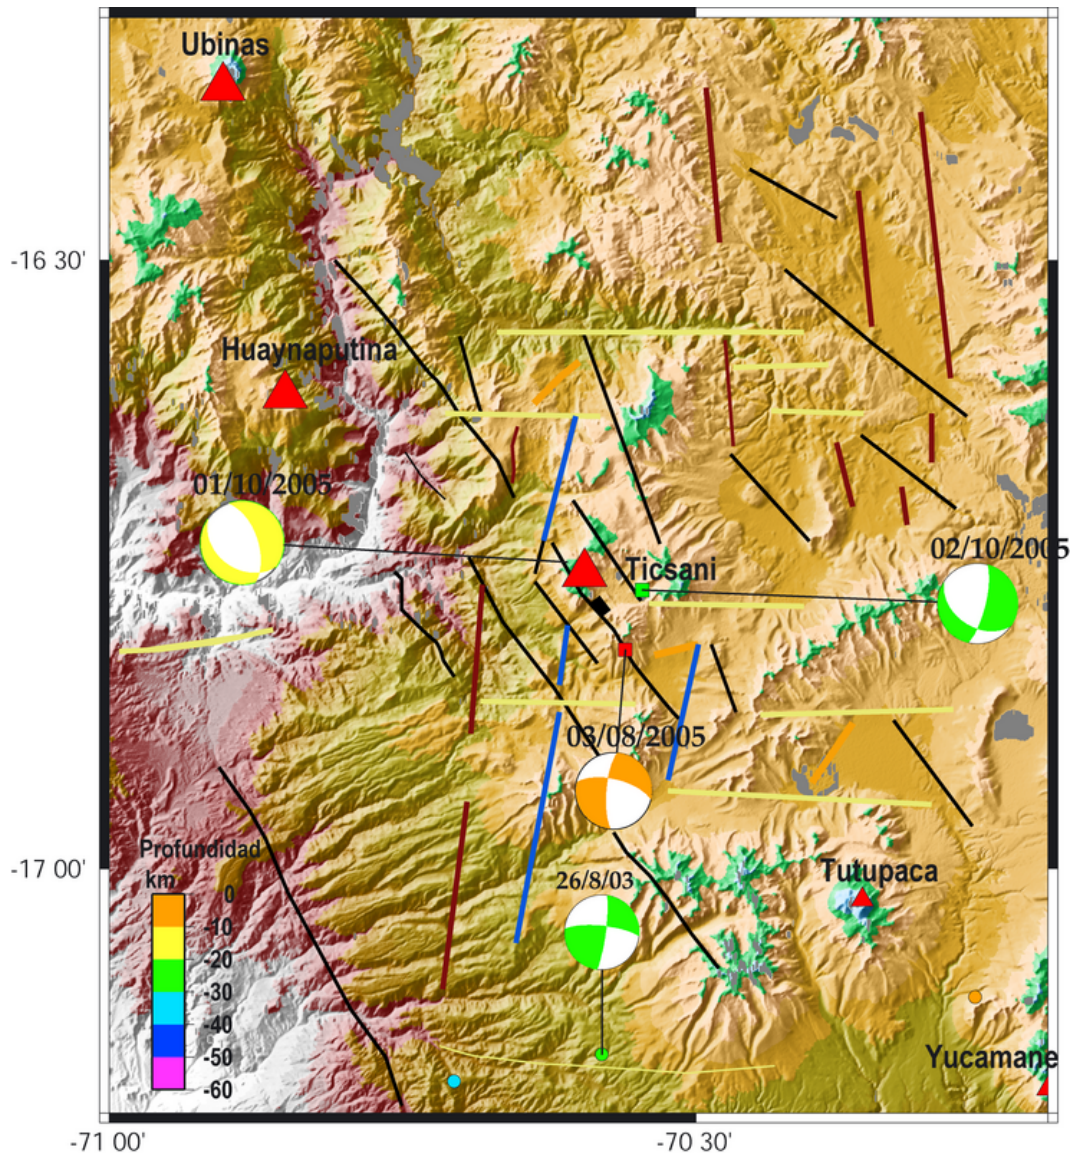 Ubinas
-16 30'
Huaynaputina
01/10/2005
Ticsani
02/10/2005
03/08/2005
Profundidad
km
0
-10
-20
-30
-40
-50
-60
-17 00'
26/8/03
Tutupaca
Yucamane
-71 00'
-70 30'